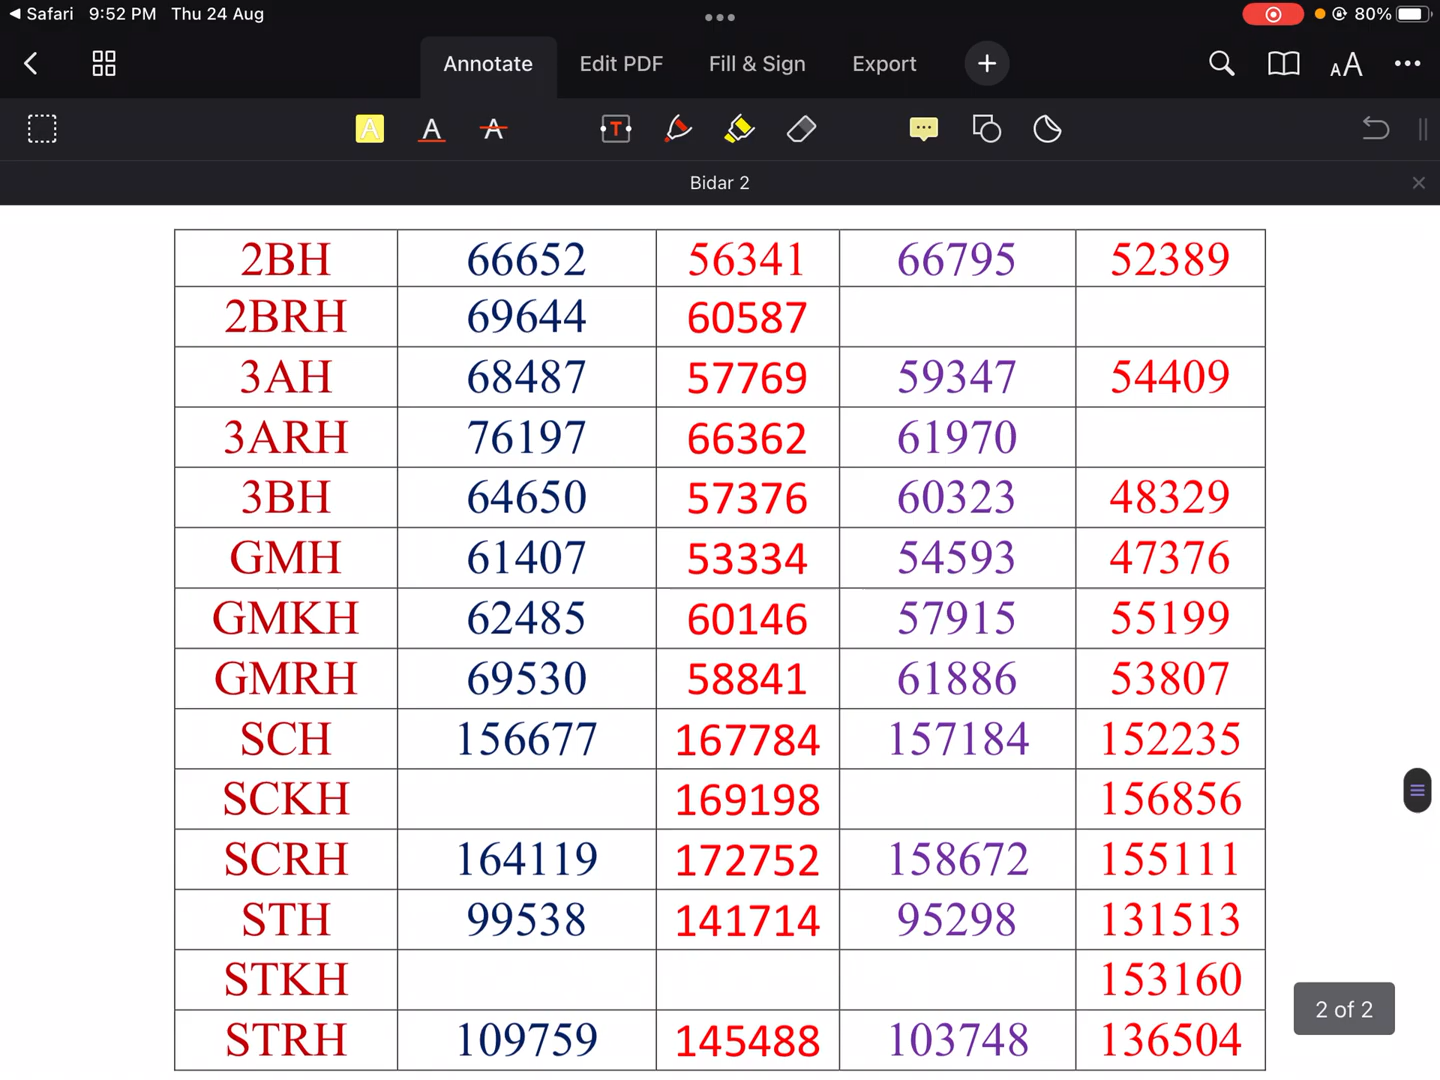 Safari 9:52 PM Thu 24 Aug 80%
Annotate Edit PDF Fill & Sign Export
Bidar 2
2BH 66652 56341 66795 52389
2BRH 69644 60587
3AH 68487 57769 59347 54409
3ARH 76197 66362 61970
3BH 64650 57376 60323 48329
GMH 61407 53334 54593 47376
GMKH 62485 60146 57915 55199
GMRH 69530 58841 61886 53807
SCH 156677 167784 157184 152235
SCKH 169198 156856
SCRH 164119 172752 158672 155111
STH 99538 141714 95298 131513
STKH 153160
STRH 109759 145488 103748 136504
2 of 2